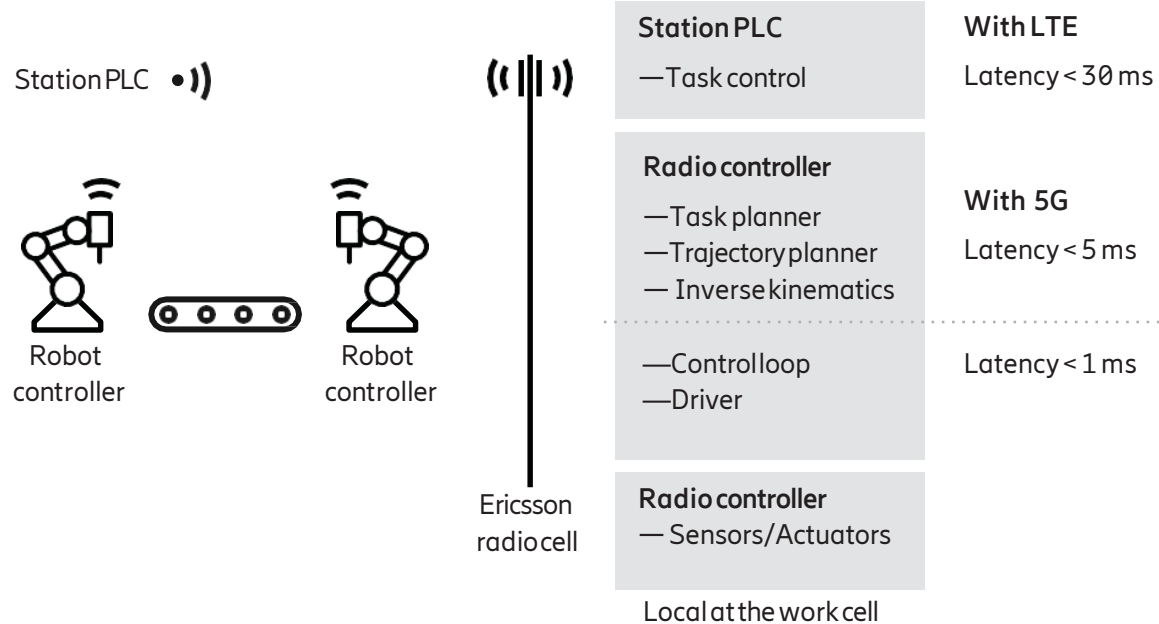 Station PLC
Robot
controller
Robot
controller
Ericsson
radio cell
Station PLC
—Task control
With LTE
Latency < 30 ms
Radio controller
—Task planner
—Trajectory planner
— Inverse kinematics
With 5G
Latency < 5 ms
—Control loop
—Driver
Latency < 1 ms
Radio controller
— Sensors/Actuators
Local at the work cell